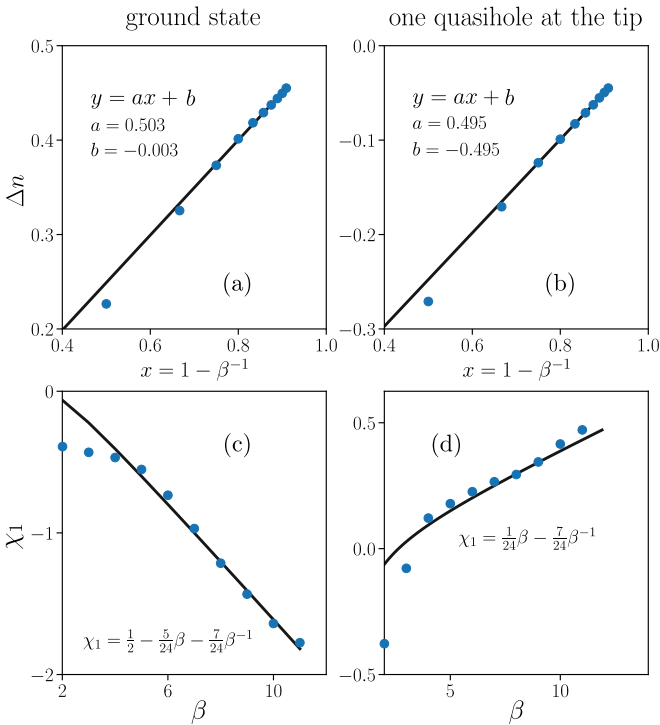 ground state
one quasihole at the tip
0.5
0.4
0.3
0.2
Δn
y = ax + b
a = 0.503
b = −0.003
(a)
0.4 0.6 0.8 1.0
x = 1 − β⁻¹
0.0
−0.1
−0.2
−0.3
y = ax + b
a = 0.495
b = −0.495
(b)
0.4 0.6 0.8 1.0
x = 1 − β⁻¹
0
−1
−2
χ₁
(c)
χ₁ = 1/2 − 5/24 β − 7/24 β⁻¹
2 6 10
β
0.5
0.0
−0.5
(d)
χ₁ = 1/24 β − 7/24 β⁻¹
5 10
β